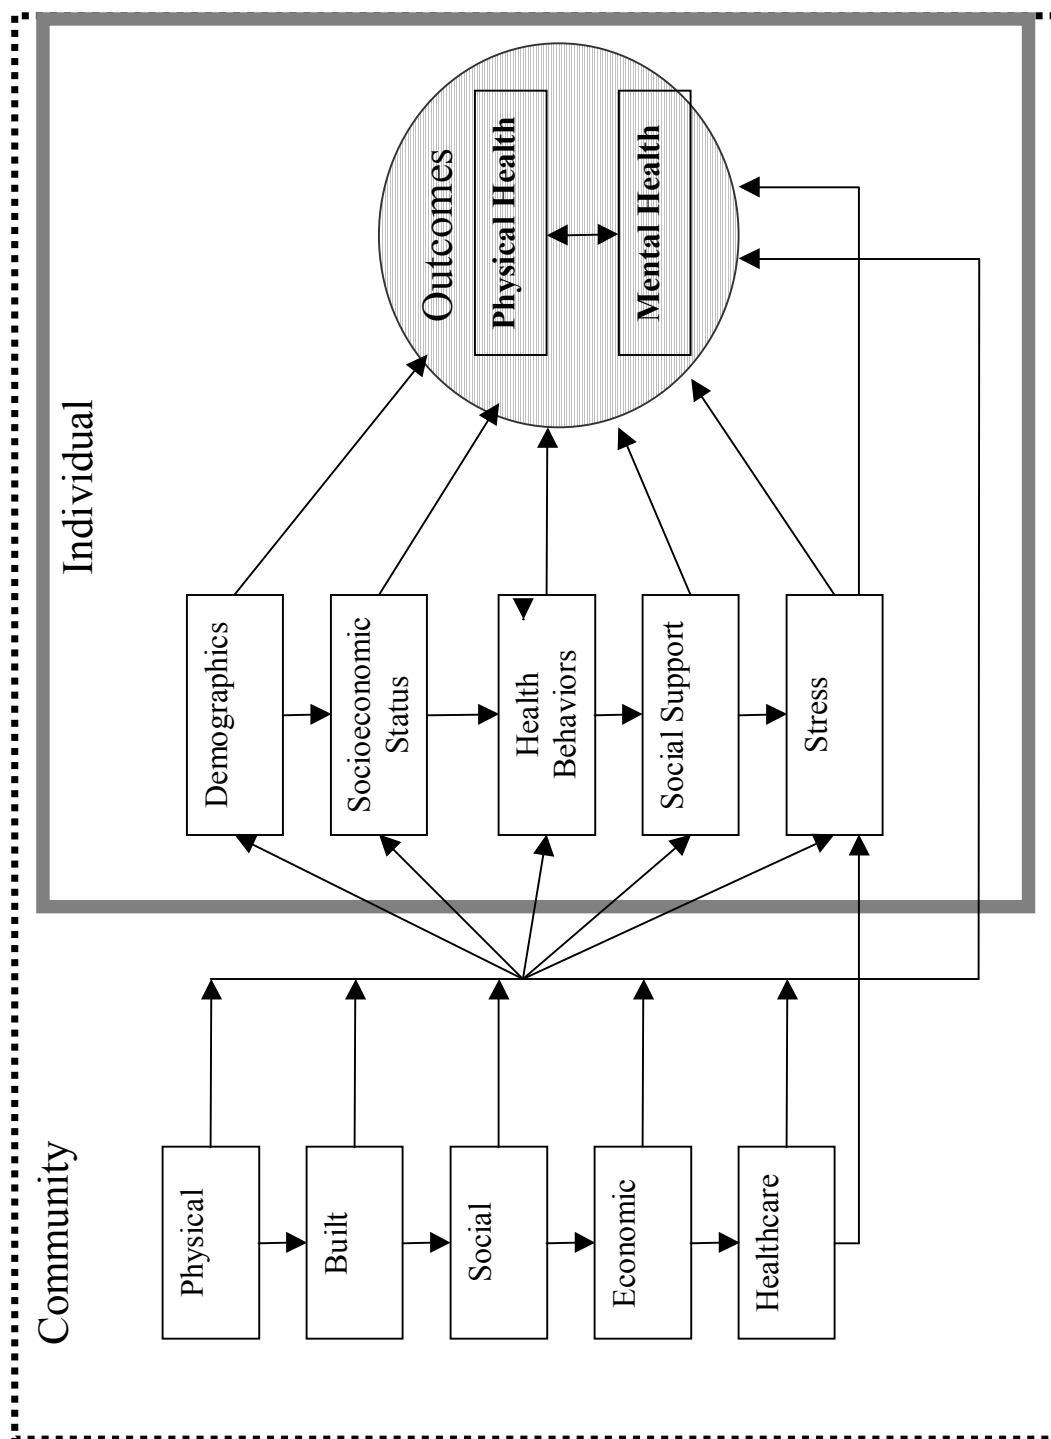 Community
Individual
Physical
Built
Social
Economic
Healthcare
Demographics
Socioeconomic
Status
Health
Behaviors
Social Support
Stress
Outcomes
Physical Health
Mental Health